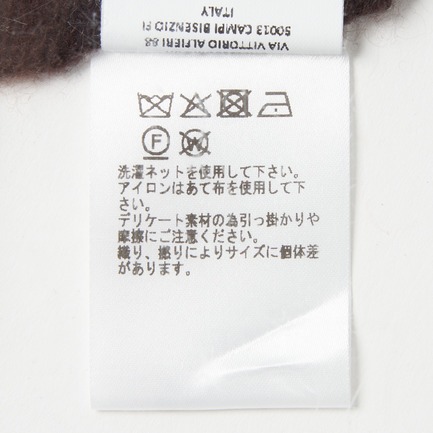 VIA VITTORIO ALFIERI 88
50013 CAMPI BISENZIO FI
ITALY
F
W
洗濯ネットを使用して下さい。
アイロンはあて布を使用して下
さい。
デリケート素材の為引っ掛かりや
摩擦にご注意ください。
織り、撚りによりサイズに個体差
があります。